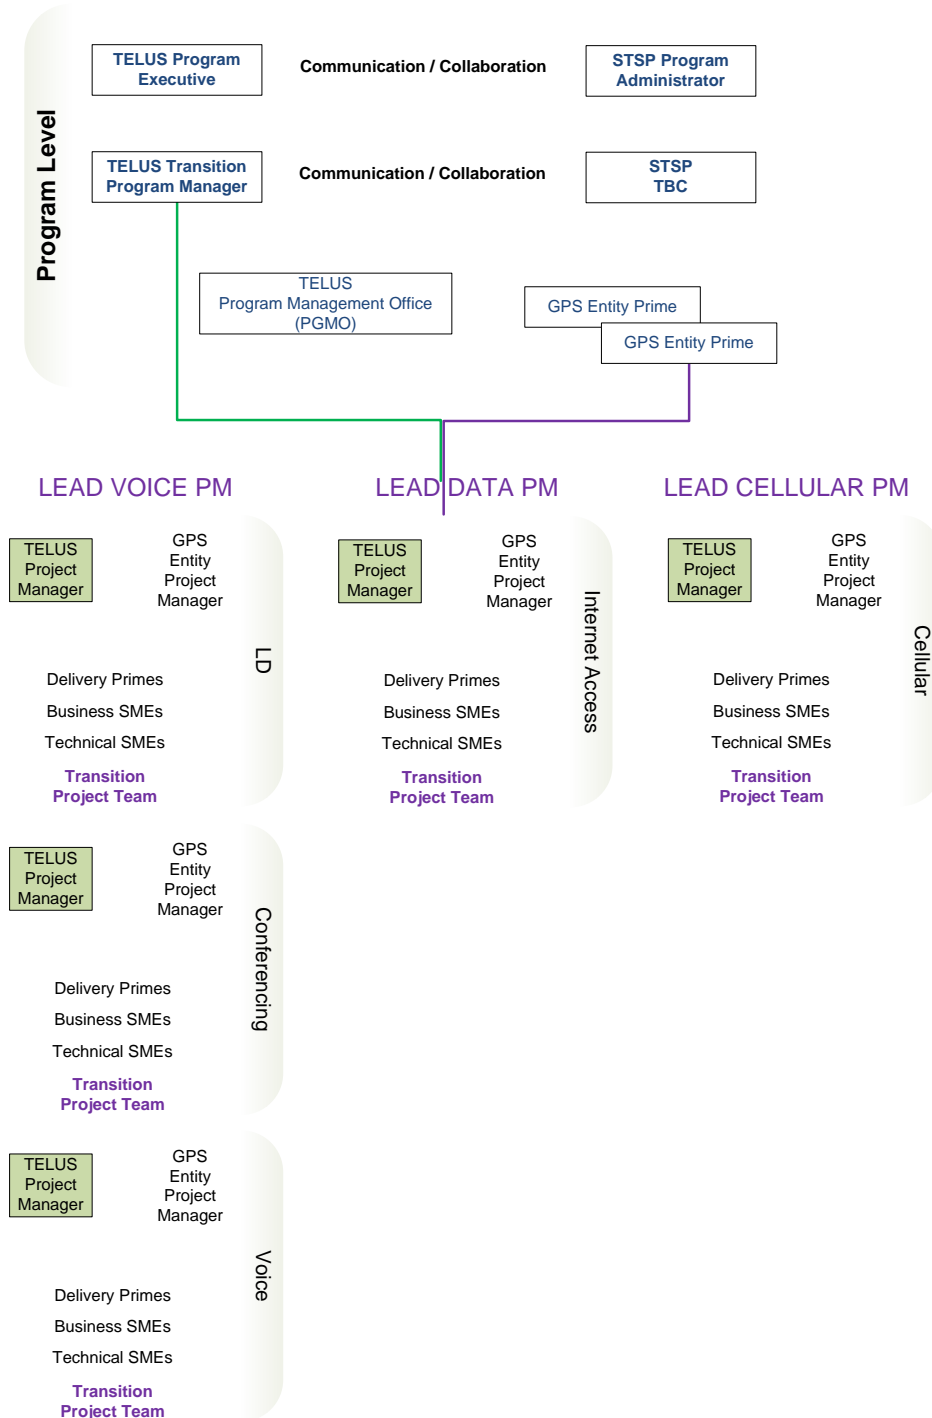 Program Level
TELUS Program
Executive
Communication / Collaboration
STSP Program
Administrator
TELUS Transition
Program Manager
Communication / Collaboration
STSP
TBC
TELUS
Program Management Office
(PGMO)
GPS Entity Prime
GPS Entity Prime
LEAD VOICE PM
LEAD DATA PM
LEAD CELLULAR PM
TELUS
Project
Manager
GPS
Entity
Project
Manager
LD
Delivery Primes
Business SMEs
Technical SMEs
Transition
Project Team
TELUS
Project
Manager
GPS
Entity
Project
Manager
Internet Access
Delivery Primes
Business SMEs
Technical SMEs
Transition
Project Team
TELUS
Project
Manager
GPS
Entity
Project
Manager
Cellular
Delivery Primes
Business SMEs
Technical SMEs
Transition
Project Team
TELUS
Project
Manager
GPS
Entity
Project
Manager
Conferencing
Delivery Primes
Business SMEs
Technical SMEs
Transition
Project Team
TELUS
Project
Manager
GPS
Entity
Project
Manager
Voice
Delivery Primes
Business SMEs
Technical SMEs
Transition
Project Team